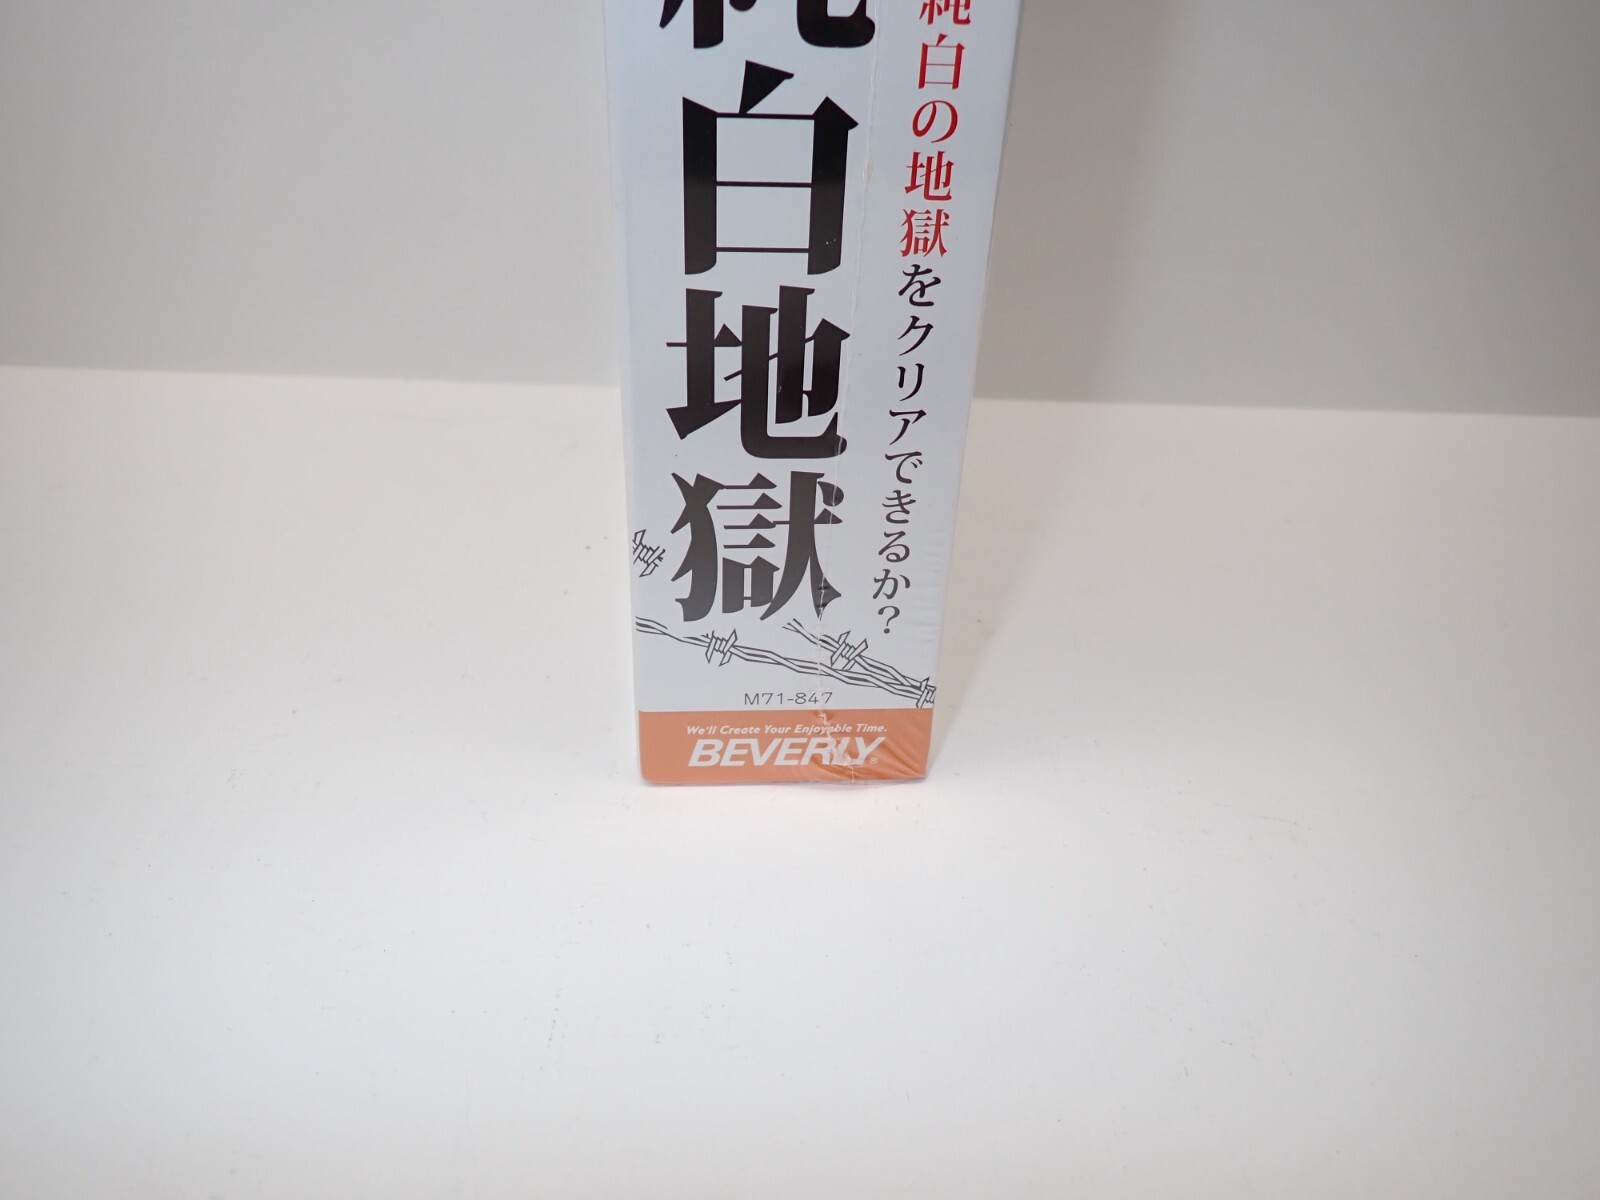 純白の地獄をクリアできるか?
純白地獄
M71-847
We'll Create Your Enjoyable Time.
BEVERLY®